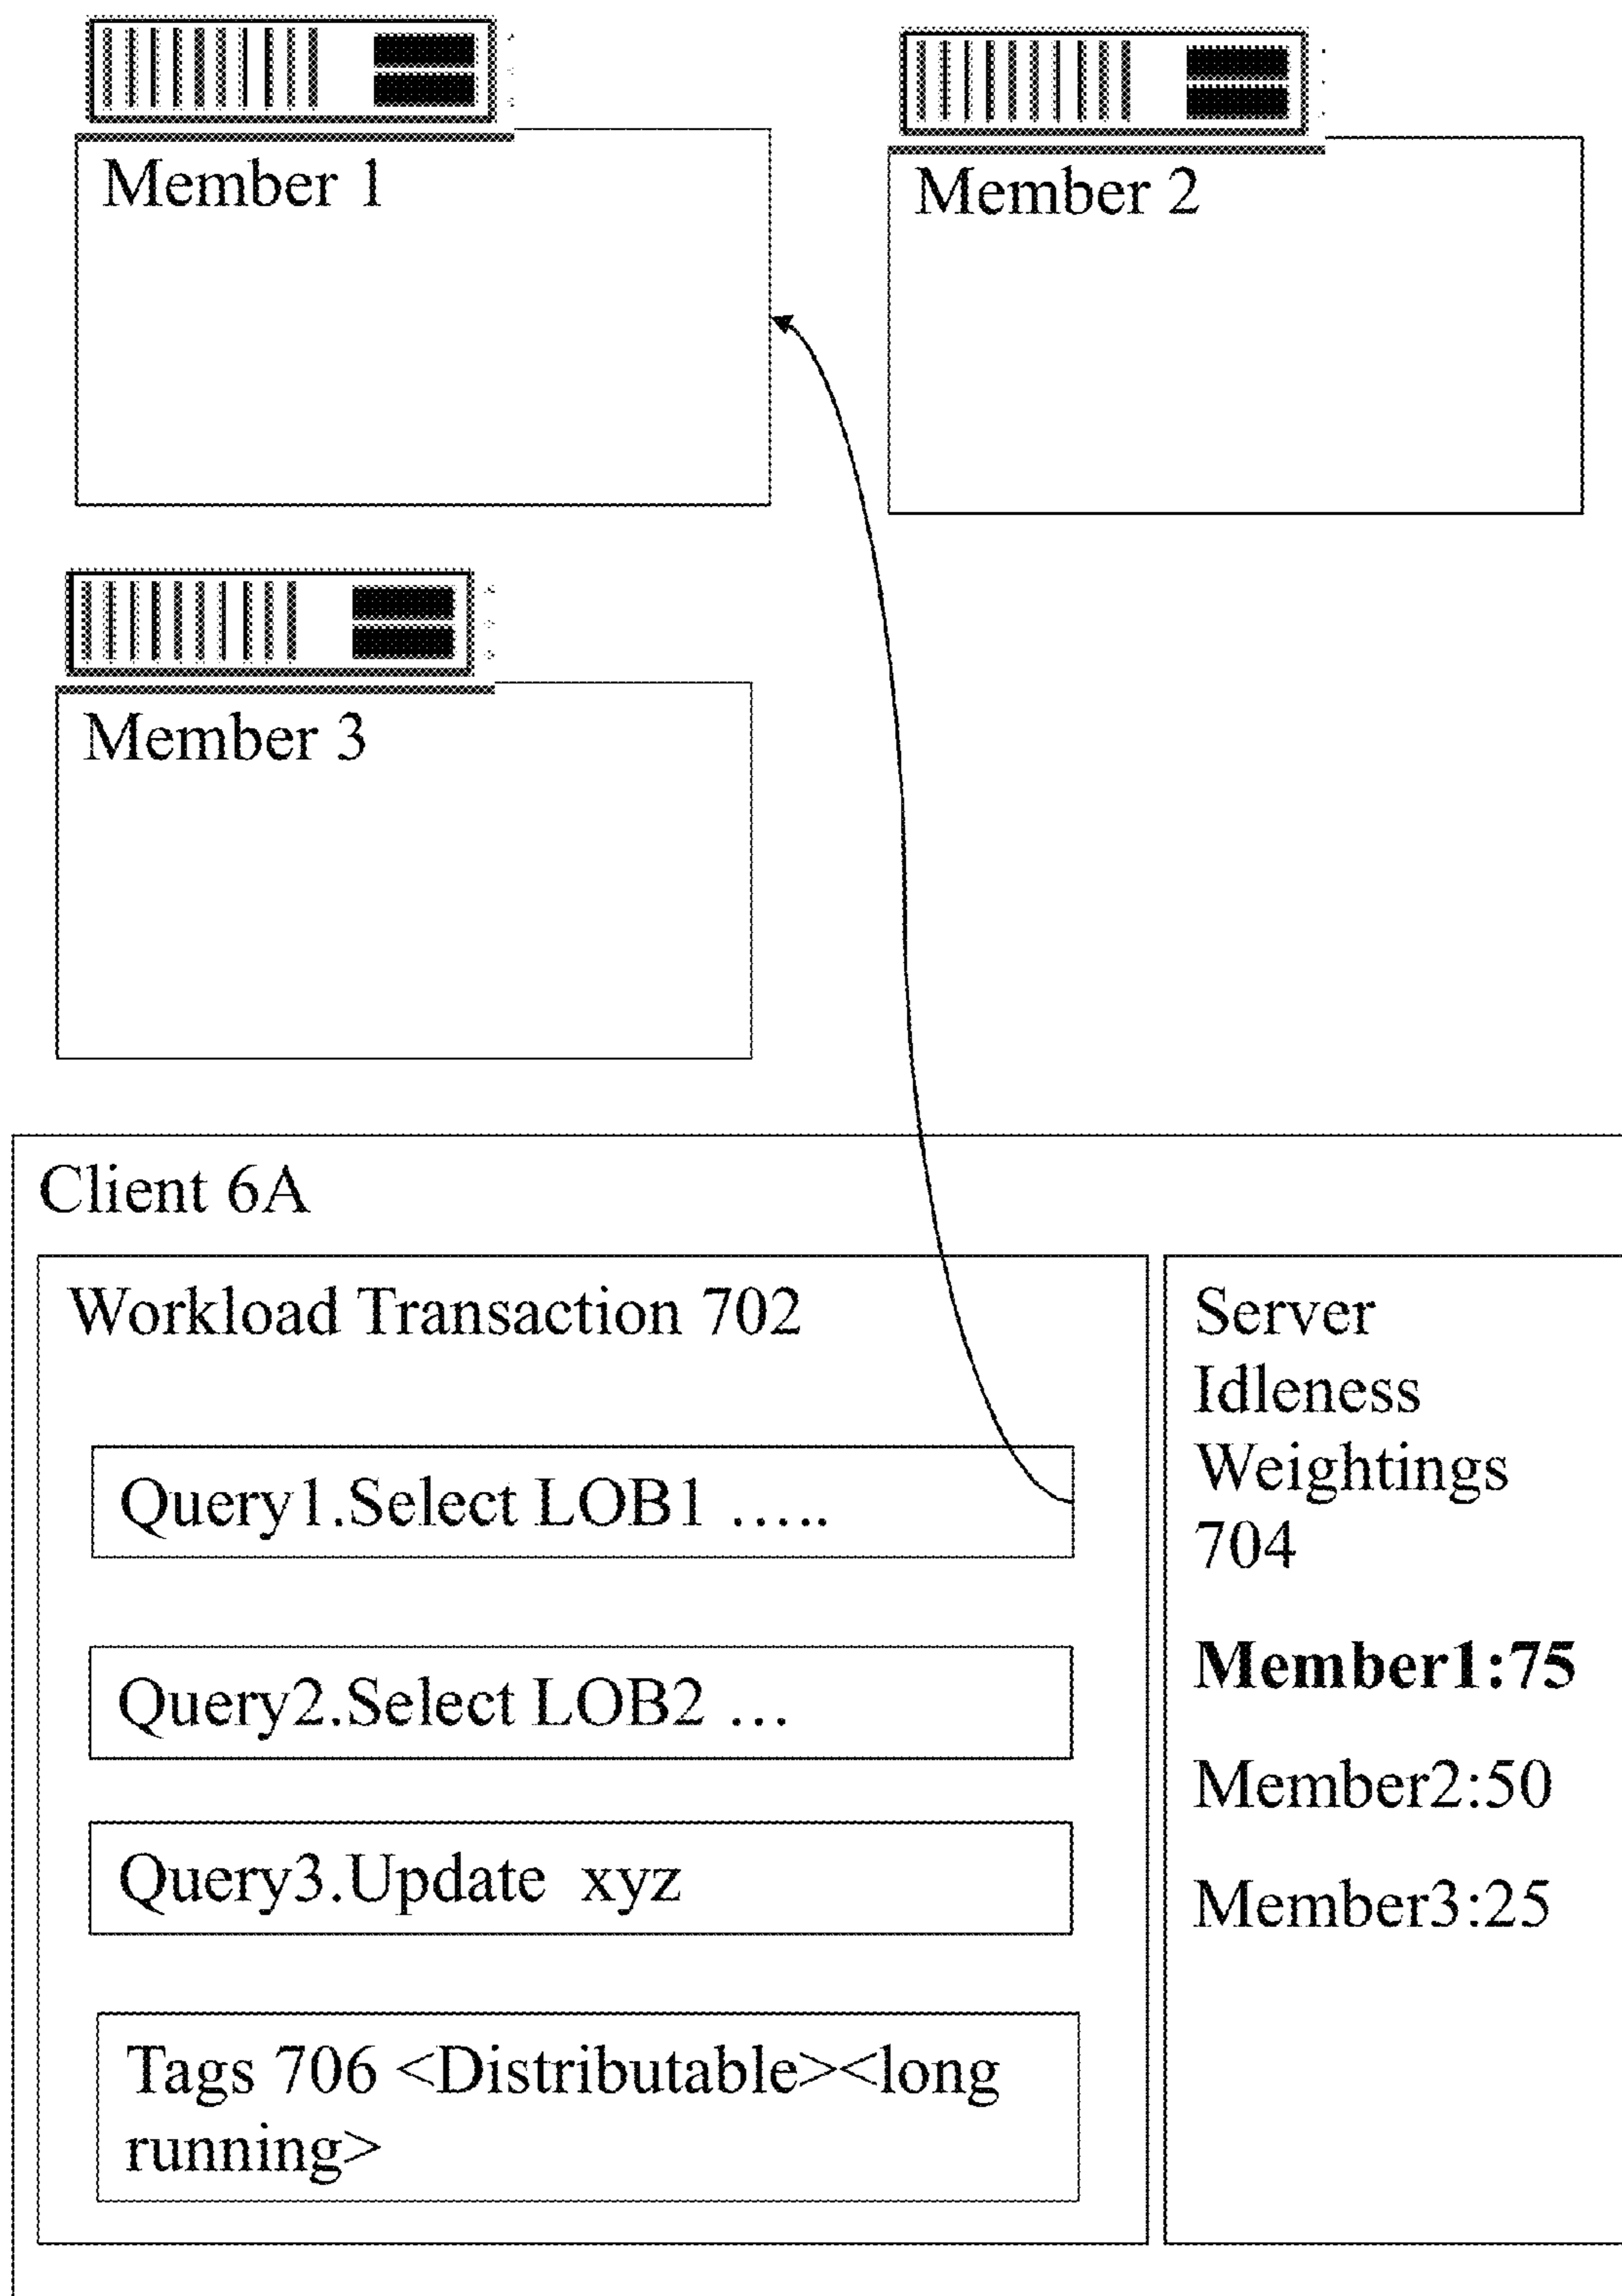 Member 1
Member 2
Member 3
Client 6A
Workload Transaction 702
Query1.Select LOB1 .....
Query2.Select LOB2 ...
Query3.Update xyz
Tags 706 <Distributable><long
running>
Server
Idleness
Weightings
704
Member1:75
Member2:50
Member3:25